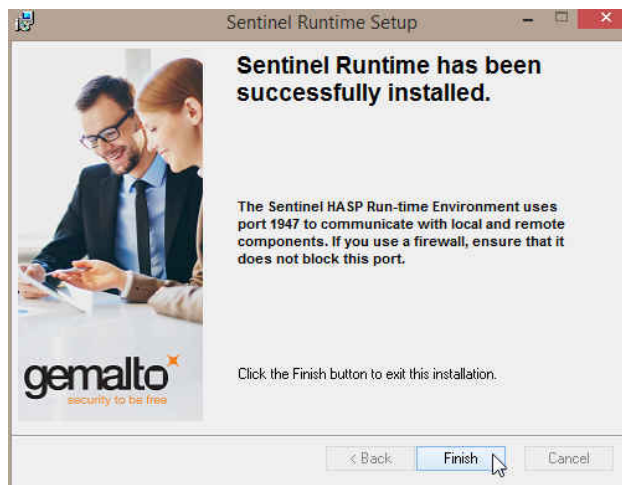 Sentinel Runtime Setup
Sentinel Runtime has been
successfully installed.
The Sentinel HASP Run-time Environment uses
port 1947 to communicate with local and remote
components. If you use a firewall, ensure that it
does not block this port.
Click the Finish button to exit this installation.
gemalto
security to be free
< Back
Finish
Cancel